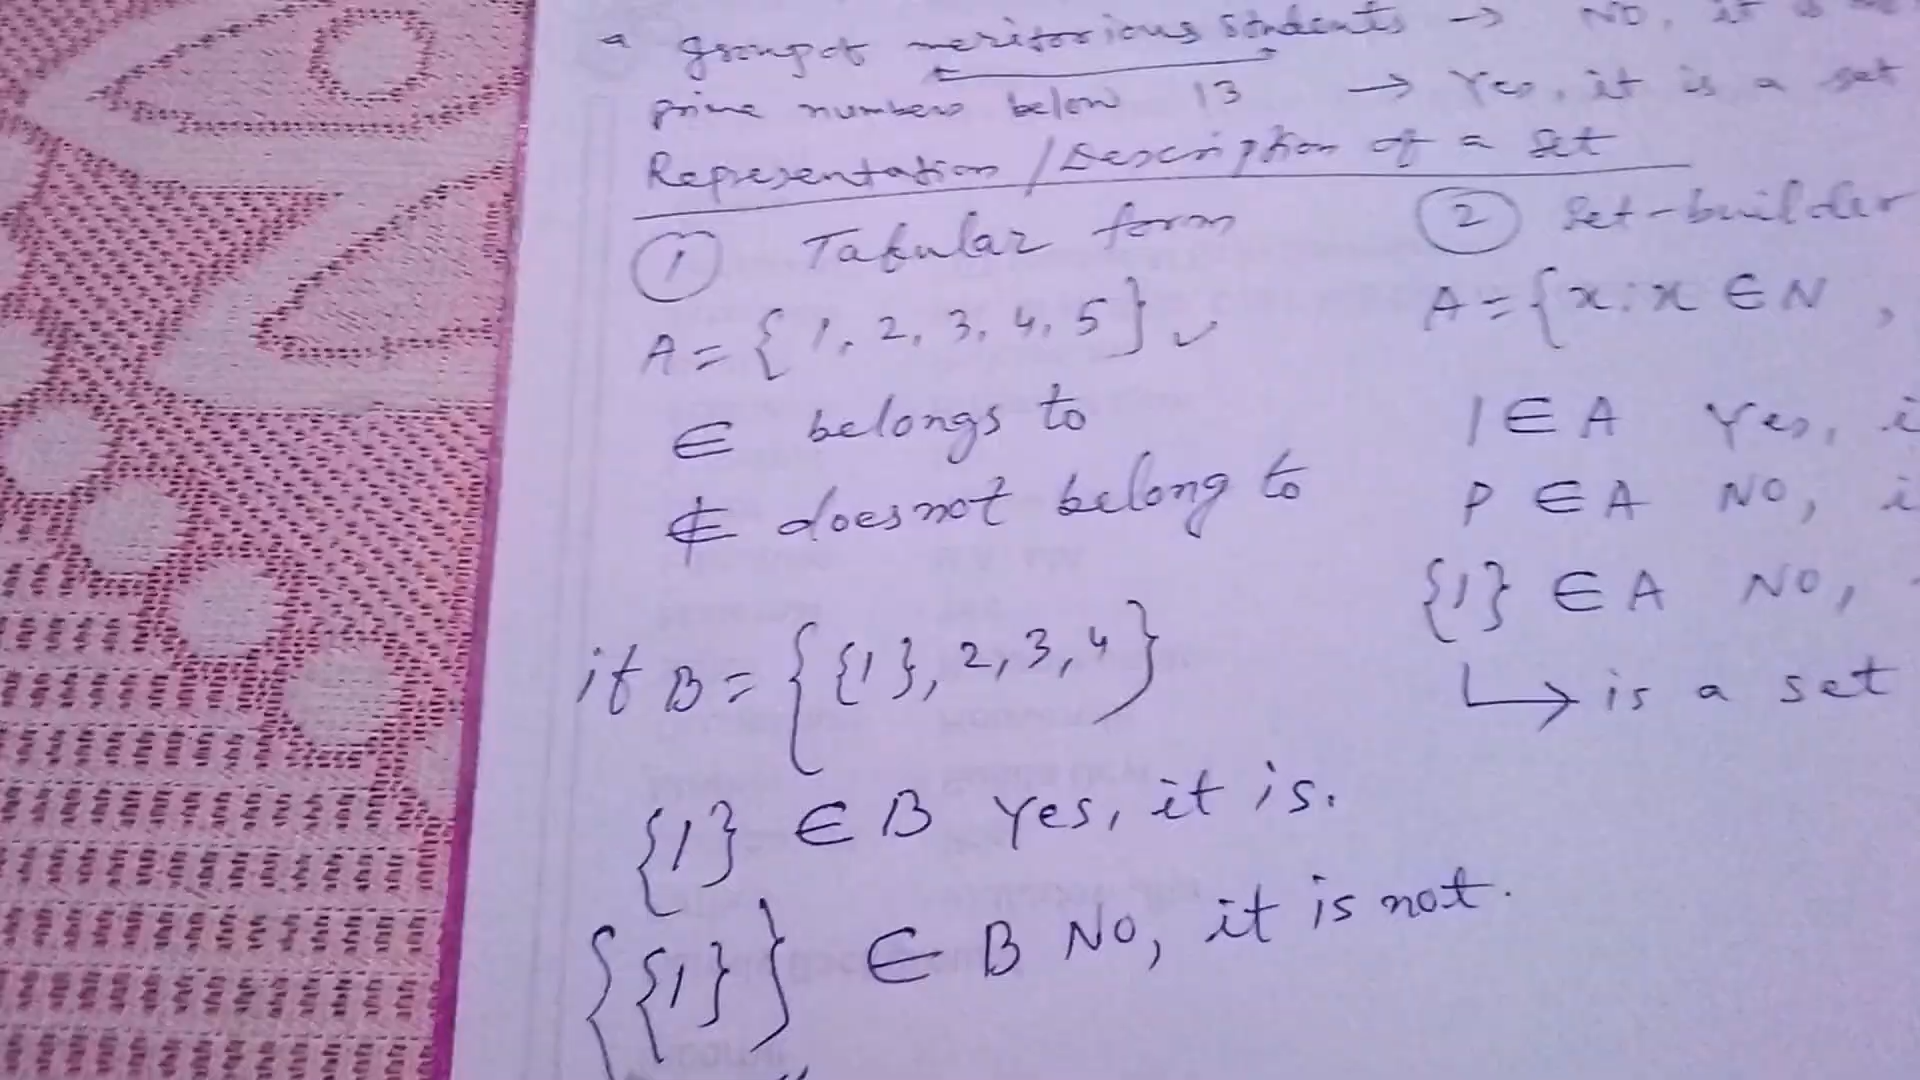 a group of meritorious students → NO, it is
prime numbers below 13 → Yes, it is a set
Representation / Description of a set
① Tabular form
② Set-builder
A = { 1, 2, 3, 4, 5 } ✓
A = { x : x ∈ N ,
∈ belongs to
1 ∈ A Yes, i
∉ does not belong to
P ∈ A NO, i
{1} ∈ A NO,
↳ is a set
if B = { {1}, 2, 3, 4 }
{1} ∈ B Yes, it is.
{{1}} ∈ B NO, it is not.